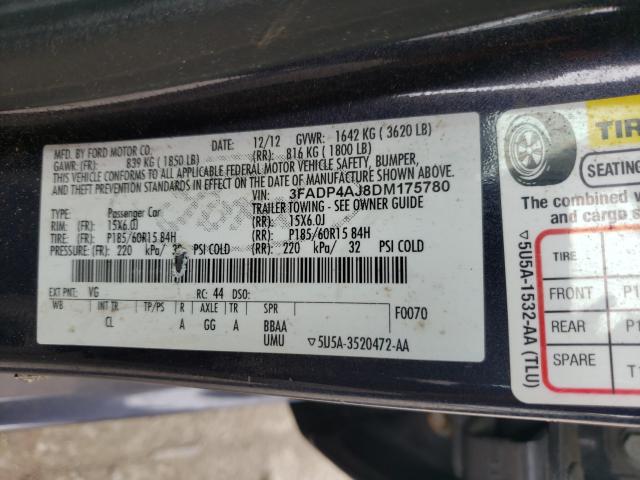 MFD. BY FORD MOTOR CO. DATE: 12/12 GVWR: 1642 KG ( 3620 LB)
GAWR:(FR): 839 KG ( 1850 LB) (RR): 816 KG ( 1800 LB)
THIS VEHICLE CONFORMS TO ALL APPLICABLE FEDERAL MOTOR VEHICLE SAFETY, BUMPER,
AND THEFT PREVENTION STANDARDS IN EFFECT ON THE DATE OF MANUFACTURE SHOWN ABOVE.
VIN: 3FADP4AJ8DM175780
TYPE: Passenger Car TRAILER TOWING - SEE OWNER GUIDE
RIM: (FR): 15X6.0J (RR): 15X6.0J
TIRE: (FR): P185/60R15 84H (RR): P185/60R15 84H
PRESSURE: (FR): 220 kPa/ PSI COLD (RR): 220 kPa/ 32 PSI COLD
EXT PNT: VG RC: 44 DSO:
WB INT TR TP/PS R AXLE TR SPR F0070
CL A GG A BBAA
UMU ▽5U5A-3520472-AA
TIR
The combined
and cargo
▽5U5A-1532-AA (TLU)
TIRE
FRONT P1
REAR P1
SPARE T1